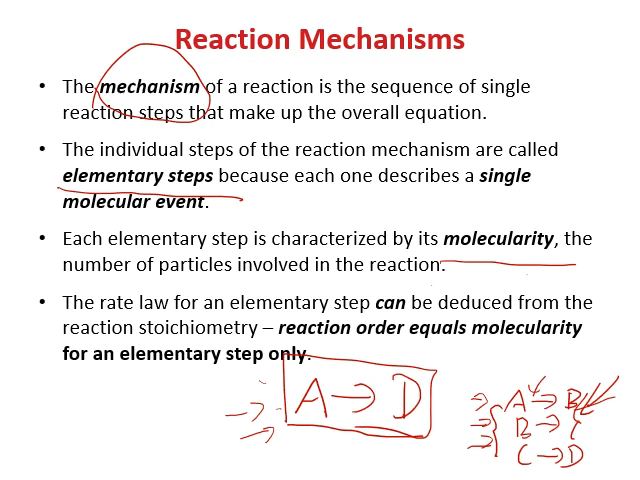 Reaction Mechanisms
• The mechanism of a reaction is the sequence of single
reaction steps that make up the overall equation.
• The individual steps of the reaction mechanism are called
elementary steps because each one describes a single
molecular event.
• Each elementary step is characterized by its molecularity, the
number of particles involved in the reaction.
• The rate law for an elementary step can be deduced from the
reaction stoichiometry – reaction order equals molecularity
for an elementary step only.
A → D
A → B
B → C
C → D